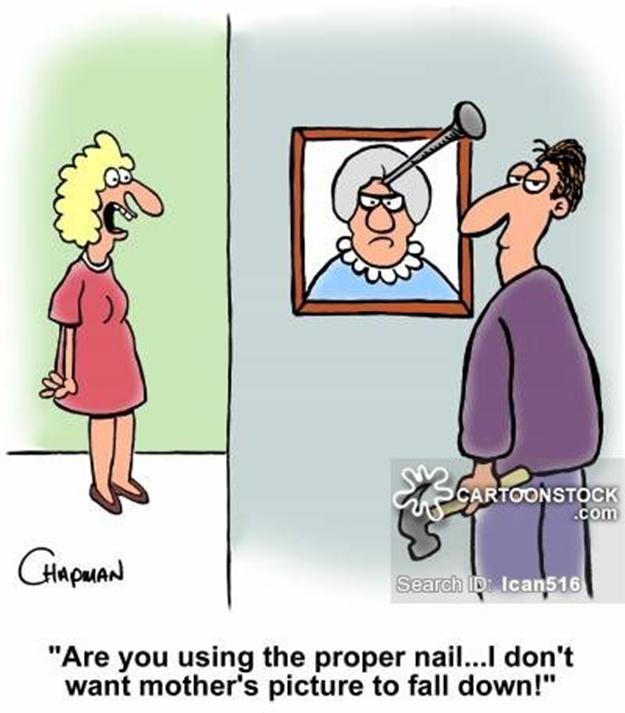 CARTOONSTOCK
.com
Search ID: lcan516
CHAPMAN
"Are you using the proper nail...I don't
want mother's picture to fall down!"